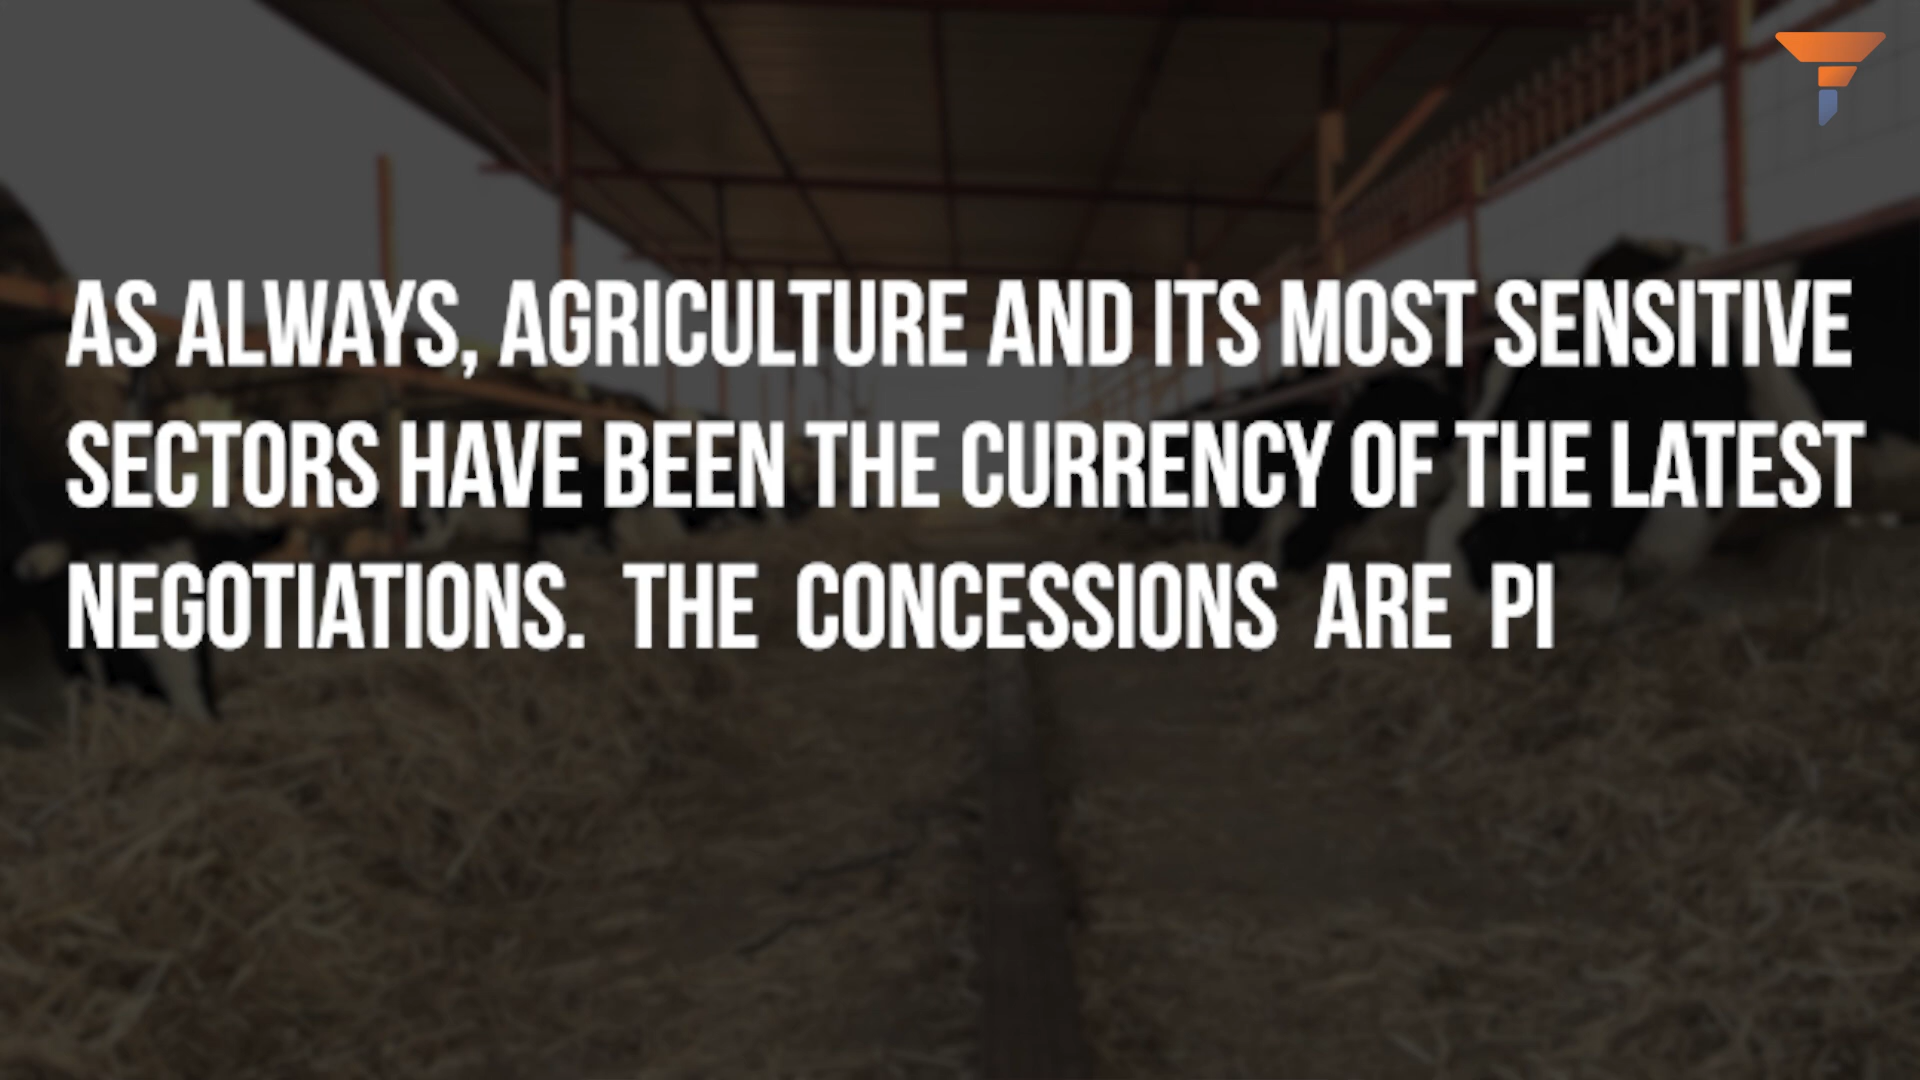 AS ALWAYS, AGRICULTURE AND ITS MOST SENSITIVE
SECTORS HAVE BEEN THE CURRENCY OF THE LATEST
NEGOTIATIONS. THE CONCESSIONS ARE PI